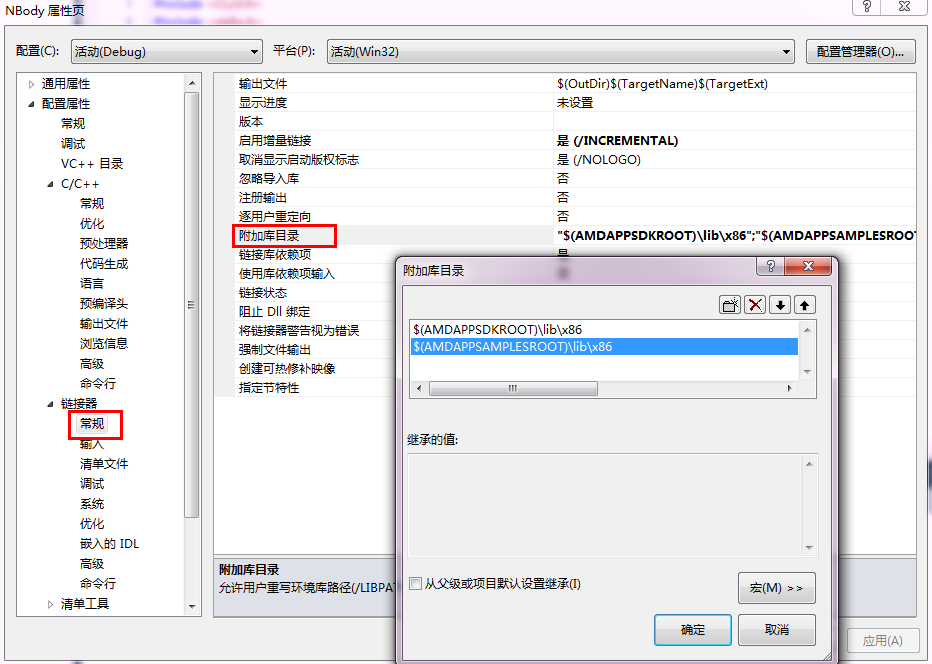 NBody 属性页
配置(C): 活动(Debug) 平台(P): 活动(Win32) 配置管理器(O)...
通用属性
配置属性
常规
调试
VC++ 目录
C/C++
常规
优化
预处理器
代码生成
语言
预编译头
输出文件
浏览信息
高级
命令行
链接器
常规
输入
清单文件
调试
系统
优化
嵌入的 IDL
高级
命令行
清单工具
输出文件 $(OutDir)$(TargetName)$(TargetExt)
显示进度 未设置
版本
启用增量链接 是 (/INCREMENTAL)
取消显示启动版权标志 是 (/NOLOGO)
忽略导入库 否
注册输出 否
逐用户重定向 否
附加库目录 "$(AMDAPPSDKROOT)\lib\x86";"$(AMDAPPSAMPLESROOT
链接库依赖项 是
使用库依赖项输入
链接状态
阻止 Dll 绑定
将链接器警告视为错误
强制文件输出
创建可热修补映像
指定节特性
附加库目录
允许用户重写环境库路径(/LIBPAT
附加库目录
$(AMDAPPSDKROOT)\lib\x86
$(AMDAPPSAMPLESROOT)\lib\x86
继承的值:
从父级或项目默认设置继承(I)
宏(M) >>
确定 取消
应用(A)